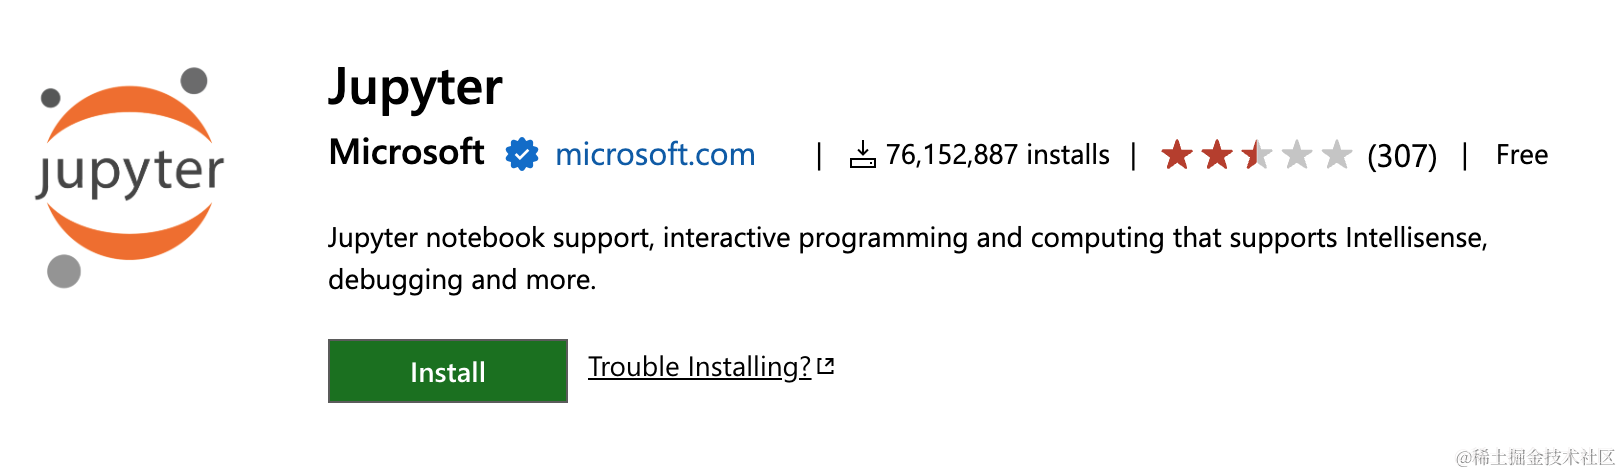 Jupyter
jupyter
Microsoft microsoft.com | 76,152,887 installs | (307) | Free
Jupyter notebook support, interactive programming and computing that supports Intellisense,
debugging and more.
Install Trouble Installing?
@稀土掘金技术社区